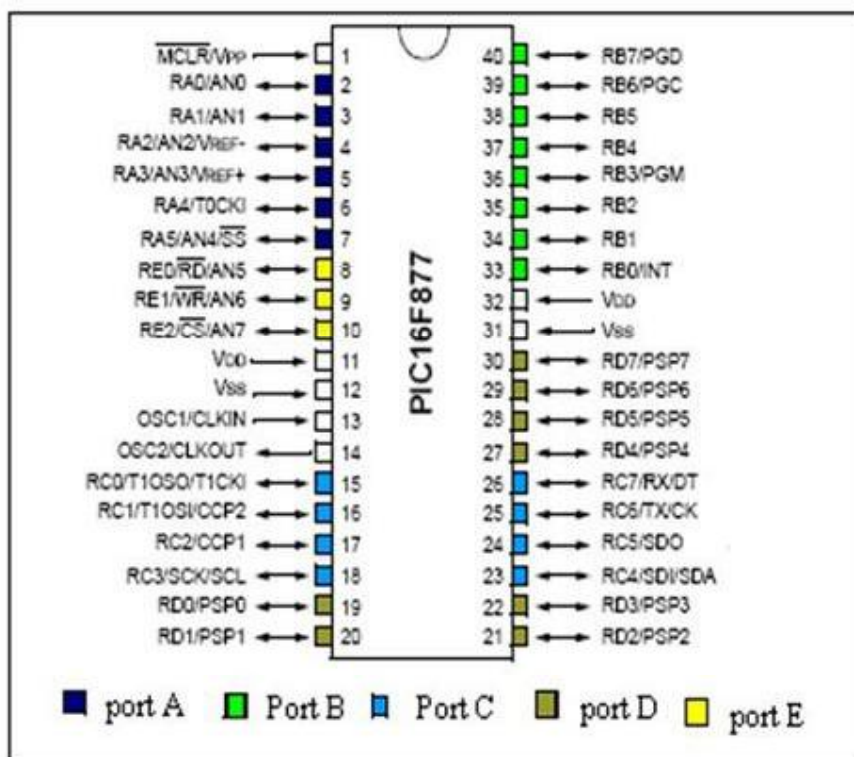 MCLR/VPP 1 40 RB7/PGD
RA0/AN0 2 39 RB6/PGC
RA1/AN1 3 38 RB5
RA2/AN2/VREF- 4 37 RB4
RA3/AN3/VREF+ 5 36 RB3/PGM
RA4/T0CKI 6 35 RB2
RA5/AN4/SS 7 34 RB1
RE0/RD/AN5 8 33 RB0/INT
RE1/WR/AN6 9 32 VDD
RE2/CS/AN7 10 31 VSS
VDD 11 30 RD7/PSP7
VSS 12 29 RD6/PSP6
OSC1/CLKIN 13 28 RD5/PSP5
OSC2/CLKOUT 14 27 RD4/PSP4
RC0/T1OSO/T1CKI 15 26 RC7/RX/DT
RC1/T1OSI/CCP2 16 25 RC6/TX/CK
RC2/CCP1 17 24 RC5/SDO
RC3/SCK/SCL 18 23 RC4/SDI/SDA
RD0/PSP0 19 22 RD3/PSP3
RD1/PSP1 20 21 RD2/PSP2
PIC16F877
port A Port B Port C port D port E